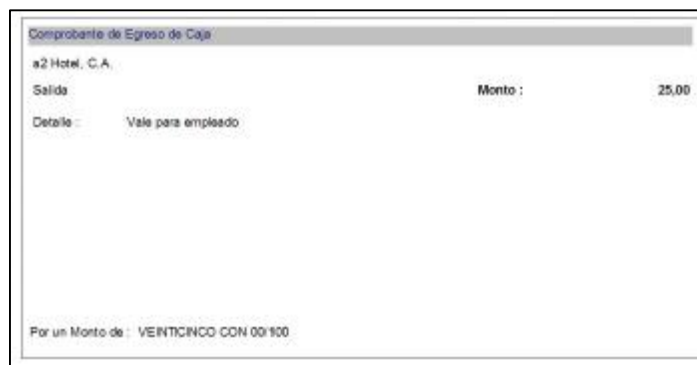 Comprobante de Egreso de Caja
a2 Hotel, C.A.
Salida Monto : 25,00
Detalle : Vale para empleado
Por un Monto de : VEINTICINCO CON 00/100